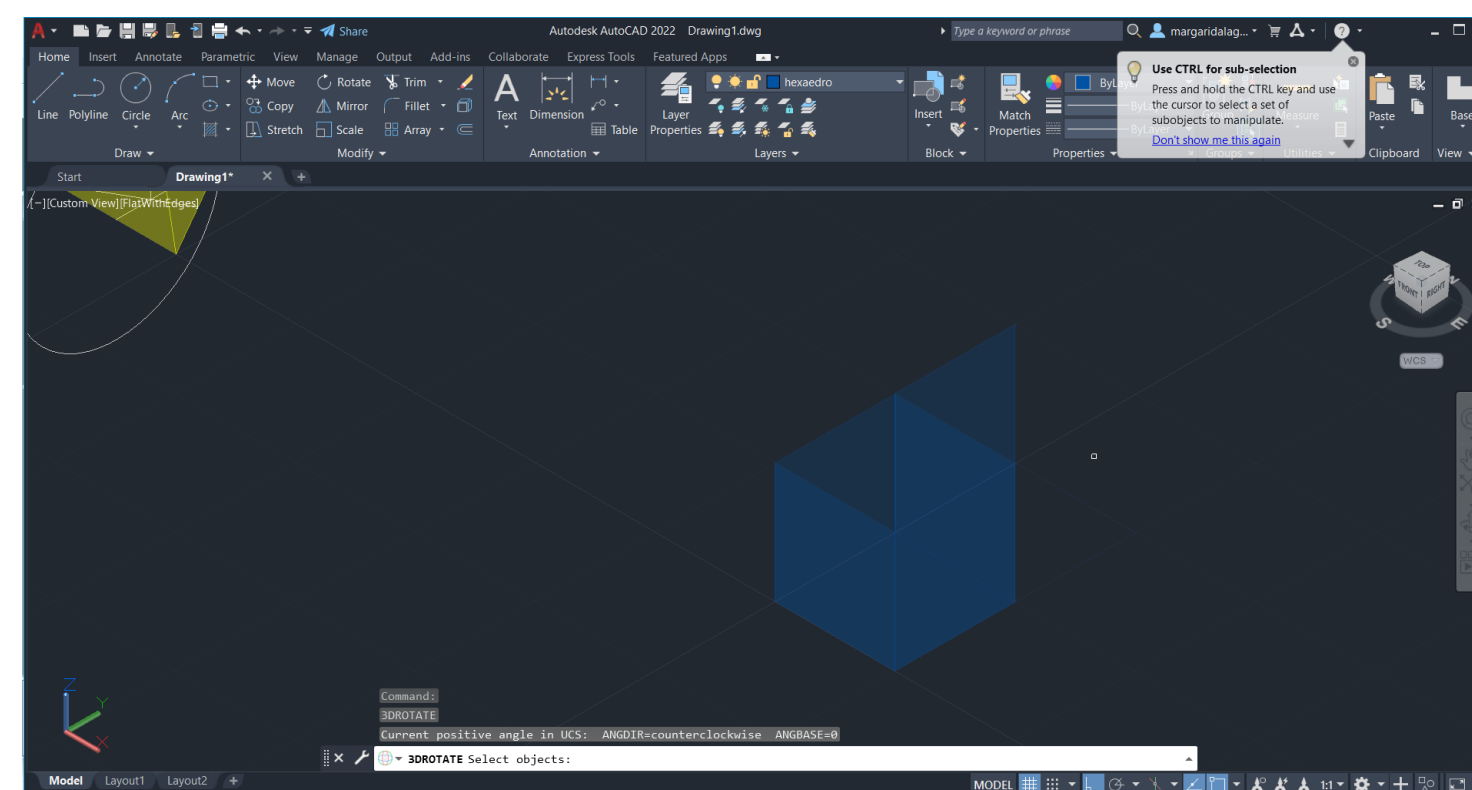 Share Autodesk AutoCAD 2022 Drawing1.dwg Type a keyword or phrase margaridalag...
Home Insert Annotate Parametric View Manage Output Add-ins Collaborate Express Tools Featured Apps
Use CTRL for sub-selection
Press and hold the CTRL key and use
the cursor to select a set of
subobjects to manipulate.
Don't show me this again
Line Polyline Circle Arc
Move Rotate Trim
Copy Mirror Fillet
Stretch Scale Array
Text Dimension
Table
Layer
Properties
hexaedro
Insert
Match
Properties
ByLayer
Measure
Paste
Base
Draw Modify Annotation Layers Block Properties Groups Utilities Clipboard View
Start Drawing1* +
[-][Custom View][FlatWithEdges]
TOP
FRONT RIGHT
W N
S E
WCS
Z
Y
X
Command:
3DROTATE
Current positive angle in UCS: ANGDIR=counterclockwise ANGBASE=0
3DROTATE Select objects:
Model Layout1 Layout2 + MODEL 1:1